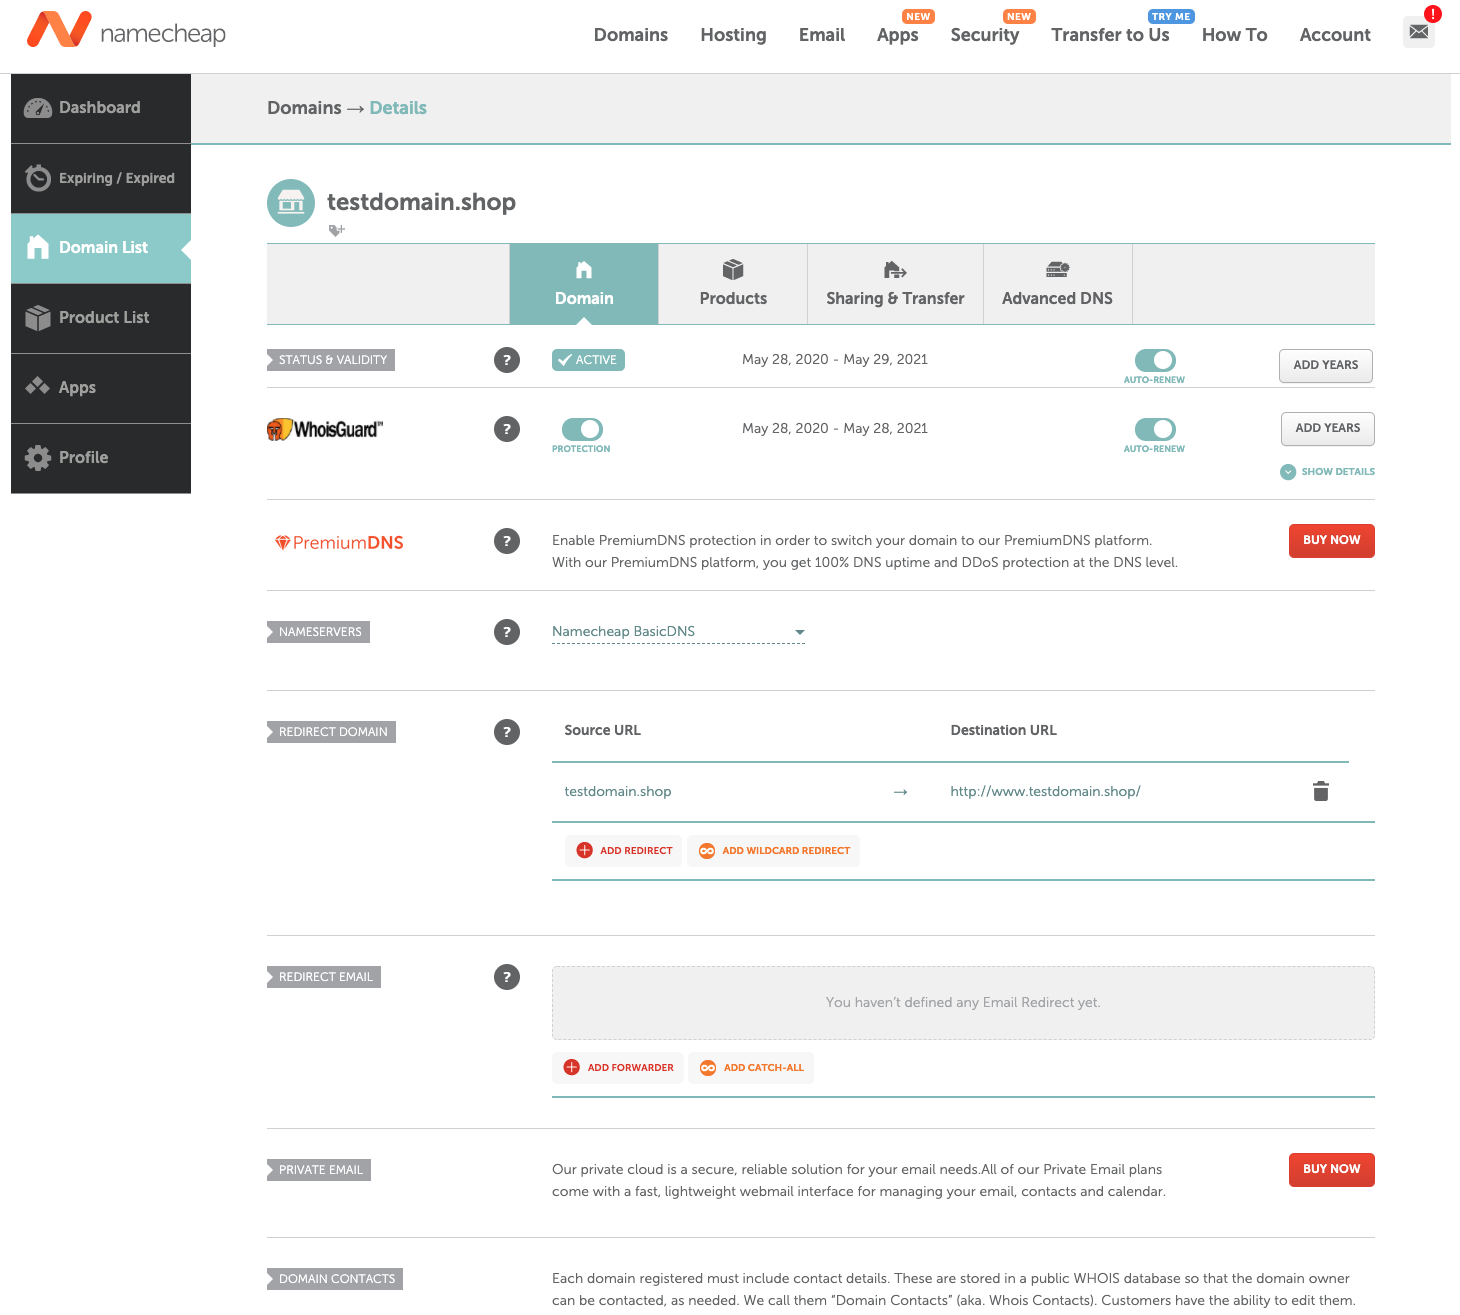 namecheap
Domains Hosting Email Apps NEW Security NEW Transfer to Us TRY ME How To Account !
Dashboard
Expiring / Expired
Domain List
Product List
Apps
Profile
Domains → Details
testdomain.shop
Domain Products Sharing & Transfer Advanced DNS
STATUS & VALIDITY ? ACTIVE May 28, 2020 - May 29, 2021 AUTO-RENEW ADD YEARS
WhoisGuard™ ? PROTECTION May 28, 2020 - May 28, 2021 AUTO-RENEW ADD YEARS
SHOW DETAILS
PremiumDNS ? Enable PremiumDNS protection in order to switch your domain to our PremiumDNS platform. BUY NOW
With our PremiumDNS platform, you get 100% DNS uptime and DDoS protection at the DNS level.
NAMESERVERS ? Namecheap BasicDNS
REDIRECT DOMAIN ? Source URL Destination URL
testdomain.shop → http://www.testdomain.shop/
ADD REDIRECT ADD WILDCARD REDIRECT
REDIRECT EMAIL ? You haven't defined any Email Redirect yet.
ADD FORWARDER ADD CATCH-ALL
PRIVATE EMAIL Our private cloud is a secure, reliable solution for your email needs.All of our Private Email plans BUY NOW
come with a fast, lightweight webmail interface for managing your email, contacts and calendar.
DOMAIN CONTACTS Each domain registered must include contact details. These are stored in a public WHOIS database so that the domain owner
can be contacted, as needed. We call them “Domain Contacts” (aka. Whois Contacts). Customers have the ability to edit them.